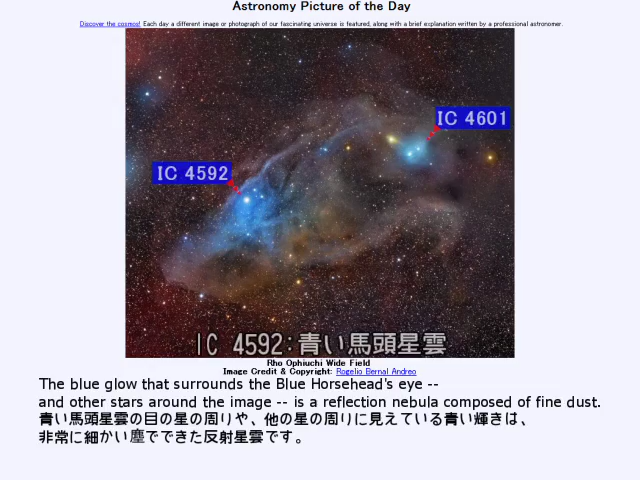 Astronomy Picture of the Day
Discover the cosmos! Each day a different image or photograph of our fascinating universe is featured, along with a brief explanation written by a professional astronomer.
IC 4601
IC 4592
IC 4592:青い馬頭星雲
Rho Ophiuchi Wide Field
Image Credit & Copyright: Rogelio Bernal Andreo
The blue glow that surrounds the Blue Horsehead's eye --
and other stars around the image -- is a reflection nebula composed of fine dust.
青い馬頭星雲の目の星の周りや、他の星の周りに見えている青い輝きは、
非常に細かい塵でできた反射星雲です。